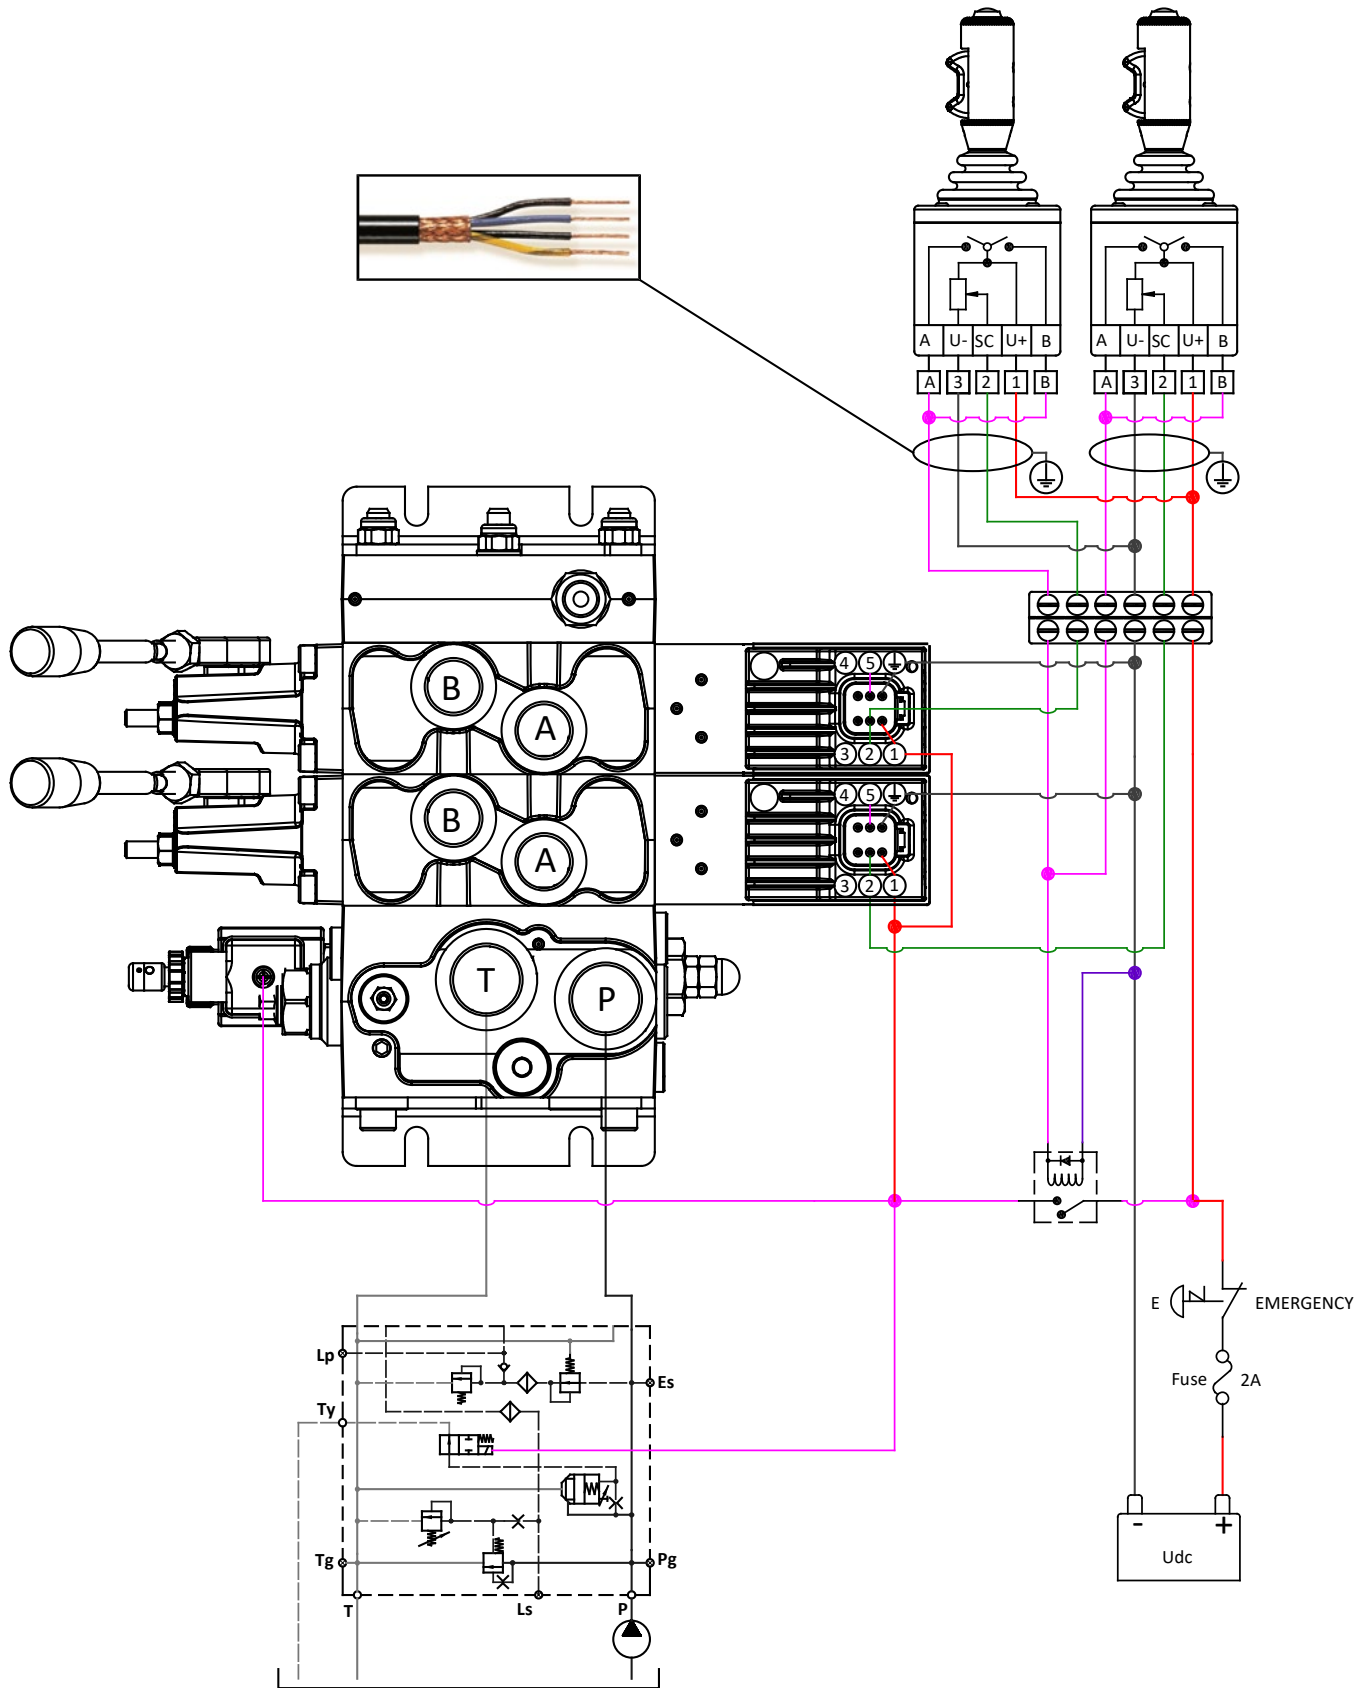 A U- SC U+ B A U- SC U+ B
A 3 2 1 B A 3 2 1 B
B
A
4 5
3 2 1
B
A
4 5
3 2 1
T
P
E EMERGENCY
Fuse 2A
Lp
Es
Ty
Tg
Pg
T
Ls
P
- +
Udc